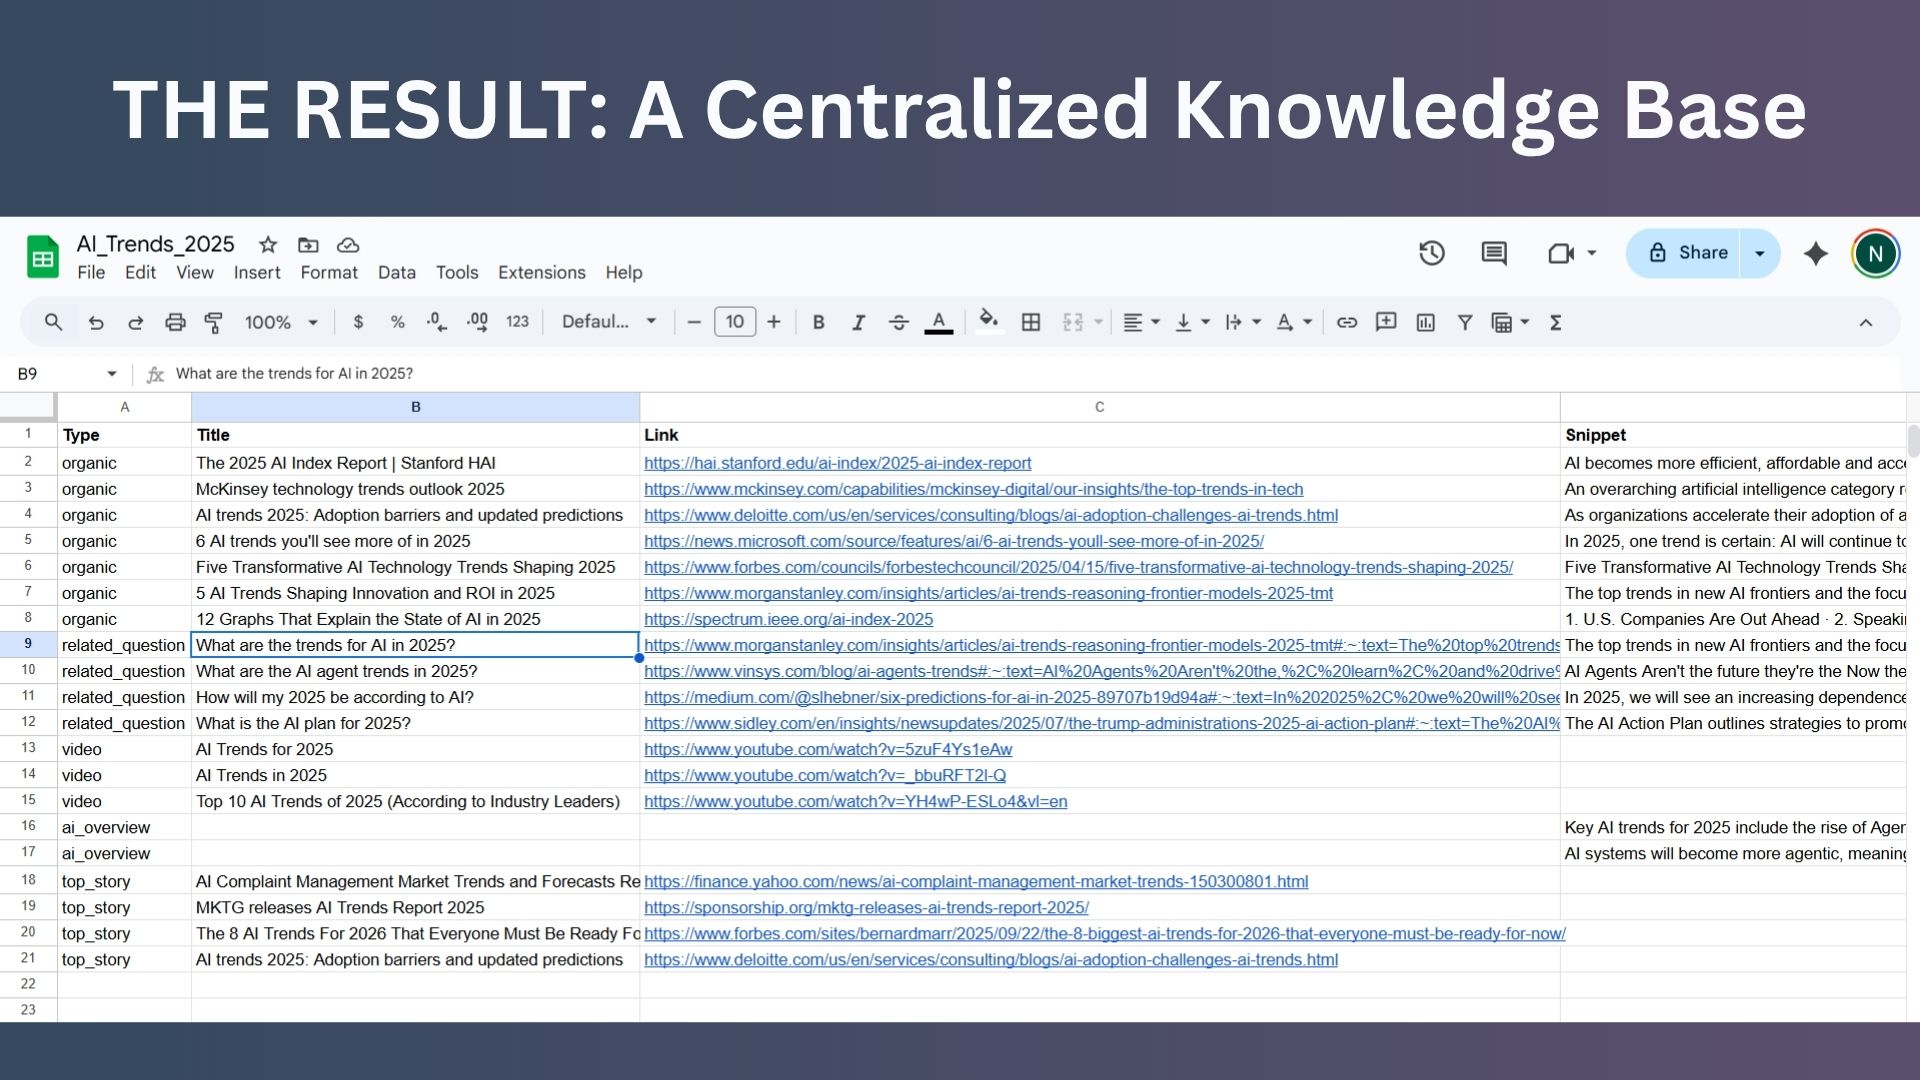 THE RESULT: A Centralized Knowledge Base
AI_Trends_2025
File Edit View Insert Format Data Tools Extensions Help
Share
N
100% $ % .0 .00 123 Defaul... 10 B I S A
B9 fx What are the trends for AI in 2025?
A B C
1 Type Title Link Snippet
2 organic The 2025 AI Index Report | Stanford HAI https://hai.stanford.edu/ai-index/2025-ai-index-report AI becomes more efficient, affordable and acc
3 organic McKinsey technology trends outlook 2025 https://www.mckinsey.com/capabilities/mckinsey-digital/our-insights/the-top-trends-in-tech An overarching artificial intelligence category r
4 organic AI trends 2025: Adoption barriers and updated predictions https://www.deloitte.com/us/en/services/consulting/blogs/ai-adoption-challenges-ai-trends.html As organizations accelerate their adoption of a
5 organic 6 AI trends you'll see more of in 2025 https://news.microsoft.com/source/features/ai/6-ai-trends-youll-see-more-of-in-2025/ In 2025, one trend is certain: AI will continue to
6 organic Five Transformative AI Technology Trends Shaping 2025 https://www.forbes.com/councils/forbestechcouncil/2025/04/15/five-transformative-ai-technology-trends-shaping-2025/ Five Transformative AI Technology Trends Sha
7 organic 5 AI Trends Shaping Innovation and ROI in 2025 https://www.morganstanley.com/insights/articles/ai-trends-reasoning-frontier-models-2025-tmt The top trends in new AI frontiers and the focu
8 organic 12 Graphs That Explain the State of AI in 2025 https://spectrum.ieee.org/ai-index-2025 1. U.S. Companies Are Out Ahead · 2. Speaki
9 related_question What are the trends for AI in 2025? https://www.morganstanley.com/insights/articles/ai-trends-reasoning-frontier-models-2025-tmt#:~:text=The%20top%20trends The top trends in new AI frontiers and the focu
10 related_question What are the AI agent trends in 2025? https://www.vinsys.com/blog/ai-agents-trends#:~:text=AI%20Agents%20Aren't%20the,%2C%20learn%2C%20and%20drive% AI Agents Aren't the future they're the Now the
11 related_question How will my 2025 be according to AI? https://medium.com/@slhebner/six-predictions-for-ai-in-2025-89707b19d94a#:~:text=In%202025%2C%20we%20will%20see In 2025, we will see an increasing dependence
12 related_question What is the AI plan for 2025? https://www.sidley.com/en/insights/newsupdates/2025/07/the-trump-administrations-2025-ai-action-plan#:~:text=The%20AI% The AI Action Plan outlines strategies to promo
13 video AI Trends for 2025 https://www.youtube.com/watch?v=5zuF4Ys1eAw
14 video AI Trends in 2025 https://www.youtube.com/watch?v=_bbuRFT2l-Q
15 video Top 10 AI Trends of 2025 (According to Industry Leaders) https://www.youtube.com/watch?v=YH4wP-ESLo4&vl=en
16 ai_overview Key AI trends for 2025 include the rise of Agen
17 ai_overview AI systems will become more agentic, meaning
18 top_story AI Complaint Management Market Trends and Forecasts Re https://finance.yahoo.com/news/ai-complaint-management-market-trends-150300801.html
19 top_story MKTG releases AI Trends Report 2025 https://sponsorship.org/mktg-releases-ai-trends-report-2025/
20 top_story The 8 AI Trends For 2026 That Everyone Must Be Ready Fo https://www.forbes.com/sites/bernardmarr/2025/09/22/the-8-biggest-ai-trends-for-2026-that-everyone-must-be-ready-for-now/
21 top_story AI trends 2025: Adoption barriers and updated predictions https://www.deloitte.com/us/en/services/consulting/blogs/ai-adoption-challenges-ai-trends.html
22
23